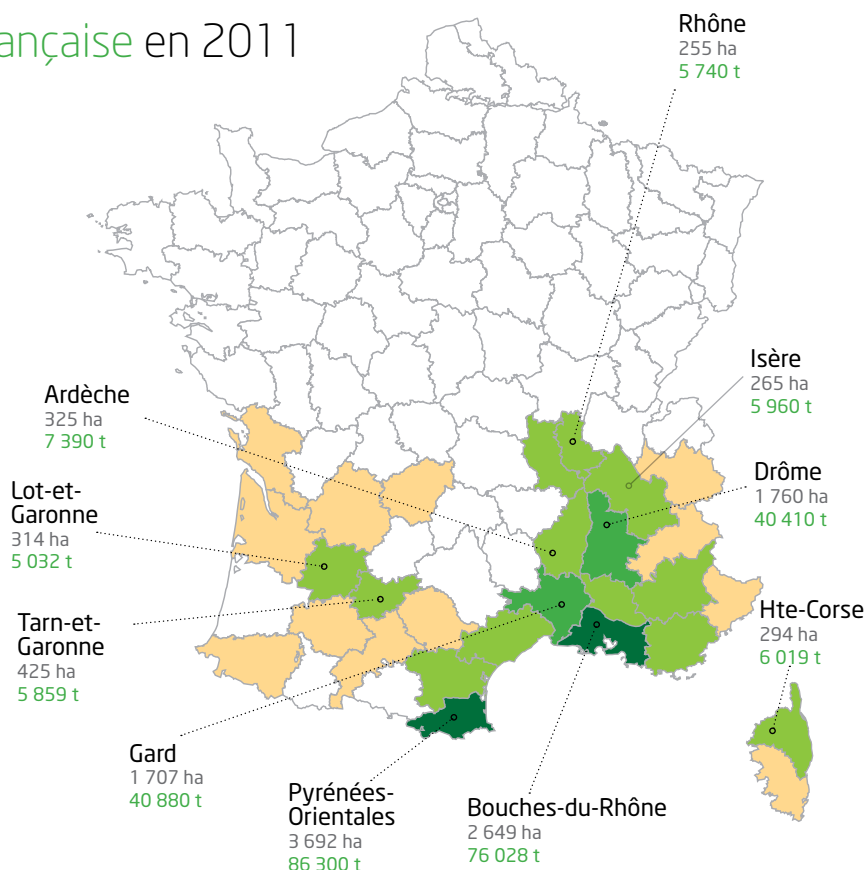 ançaise en 2011
Rhône
255 ha
5 740 t
Isère
265 ha
5 960 t
Ardèche
325 ha
7 390 t
Drôme
1 760 ha
40 410 t
Lot-et-
Garonne
314 ha
5 032 t
Hte-Corse
294 ha
6 019 t
Tarn-et-
Garonne
425 ha
5 859 t
Gard
1 707 ha
40 880 t
Pyrénées-
Orientales
3 692 ha
86 300 t
Bouches-du-Rhône
2 649 ha
76 028 t